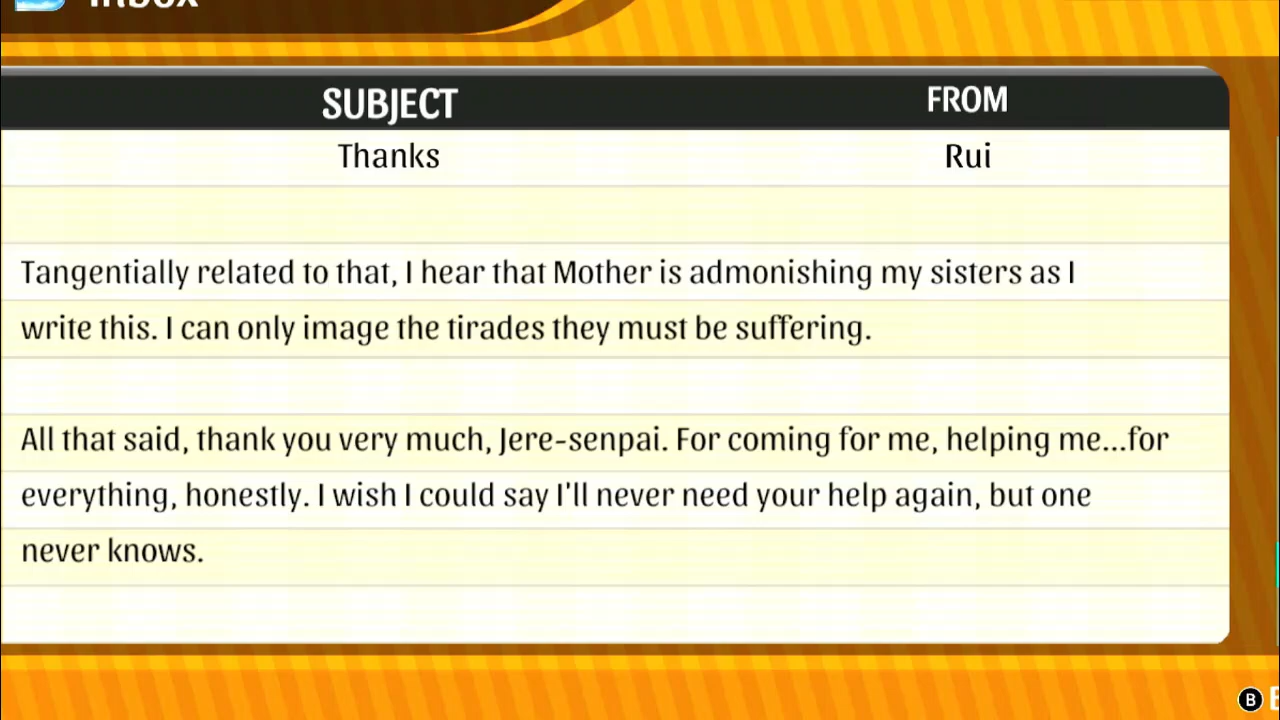 Inbox
SUBJECT FROM
Thanks Rui
Tangentially related to that, I hear that Mother is admonishing my sisters as I
write this. I can only image the tirades they must be suffering.
All that said, thank you very much, Jere-senpai. For coming for me, helping me...for
everything, honestly. I wish I could say I'll never need your help again, but one
never knows.
B